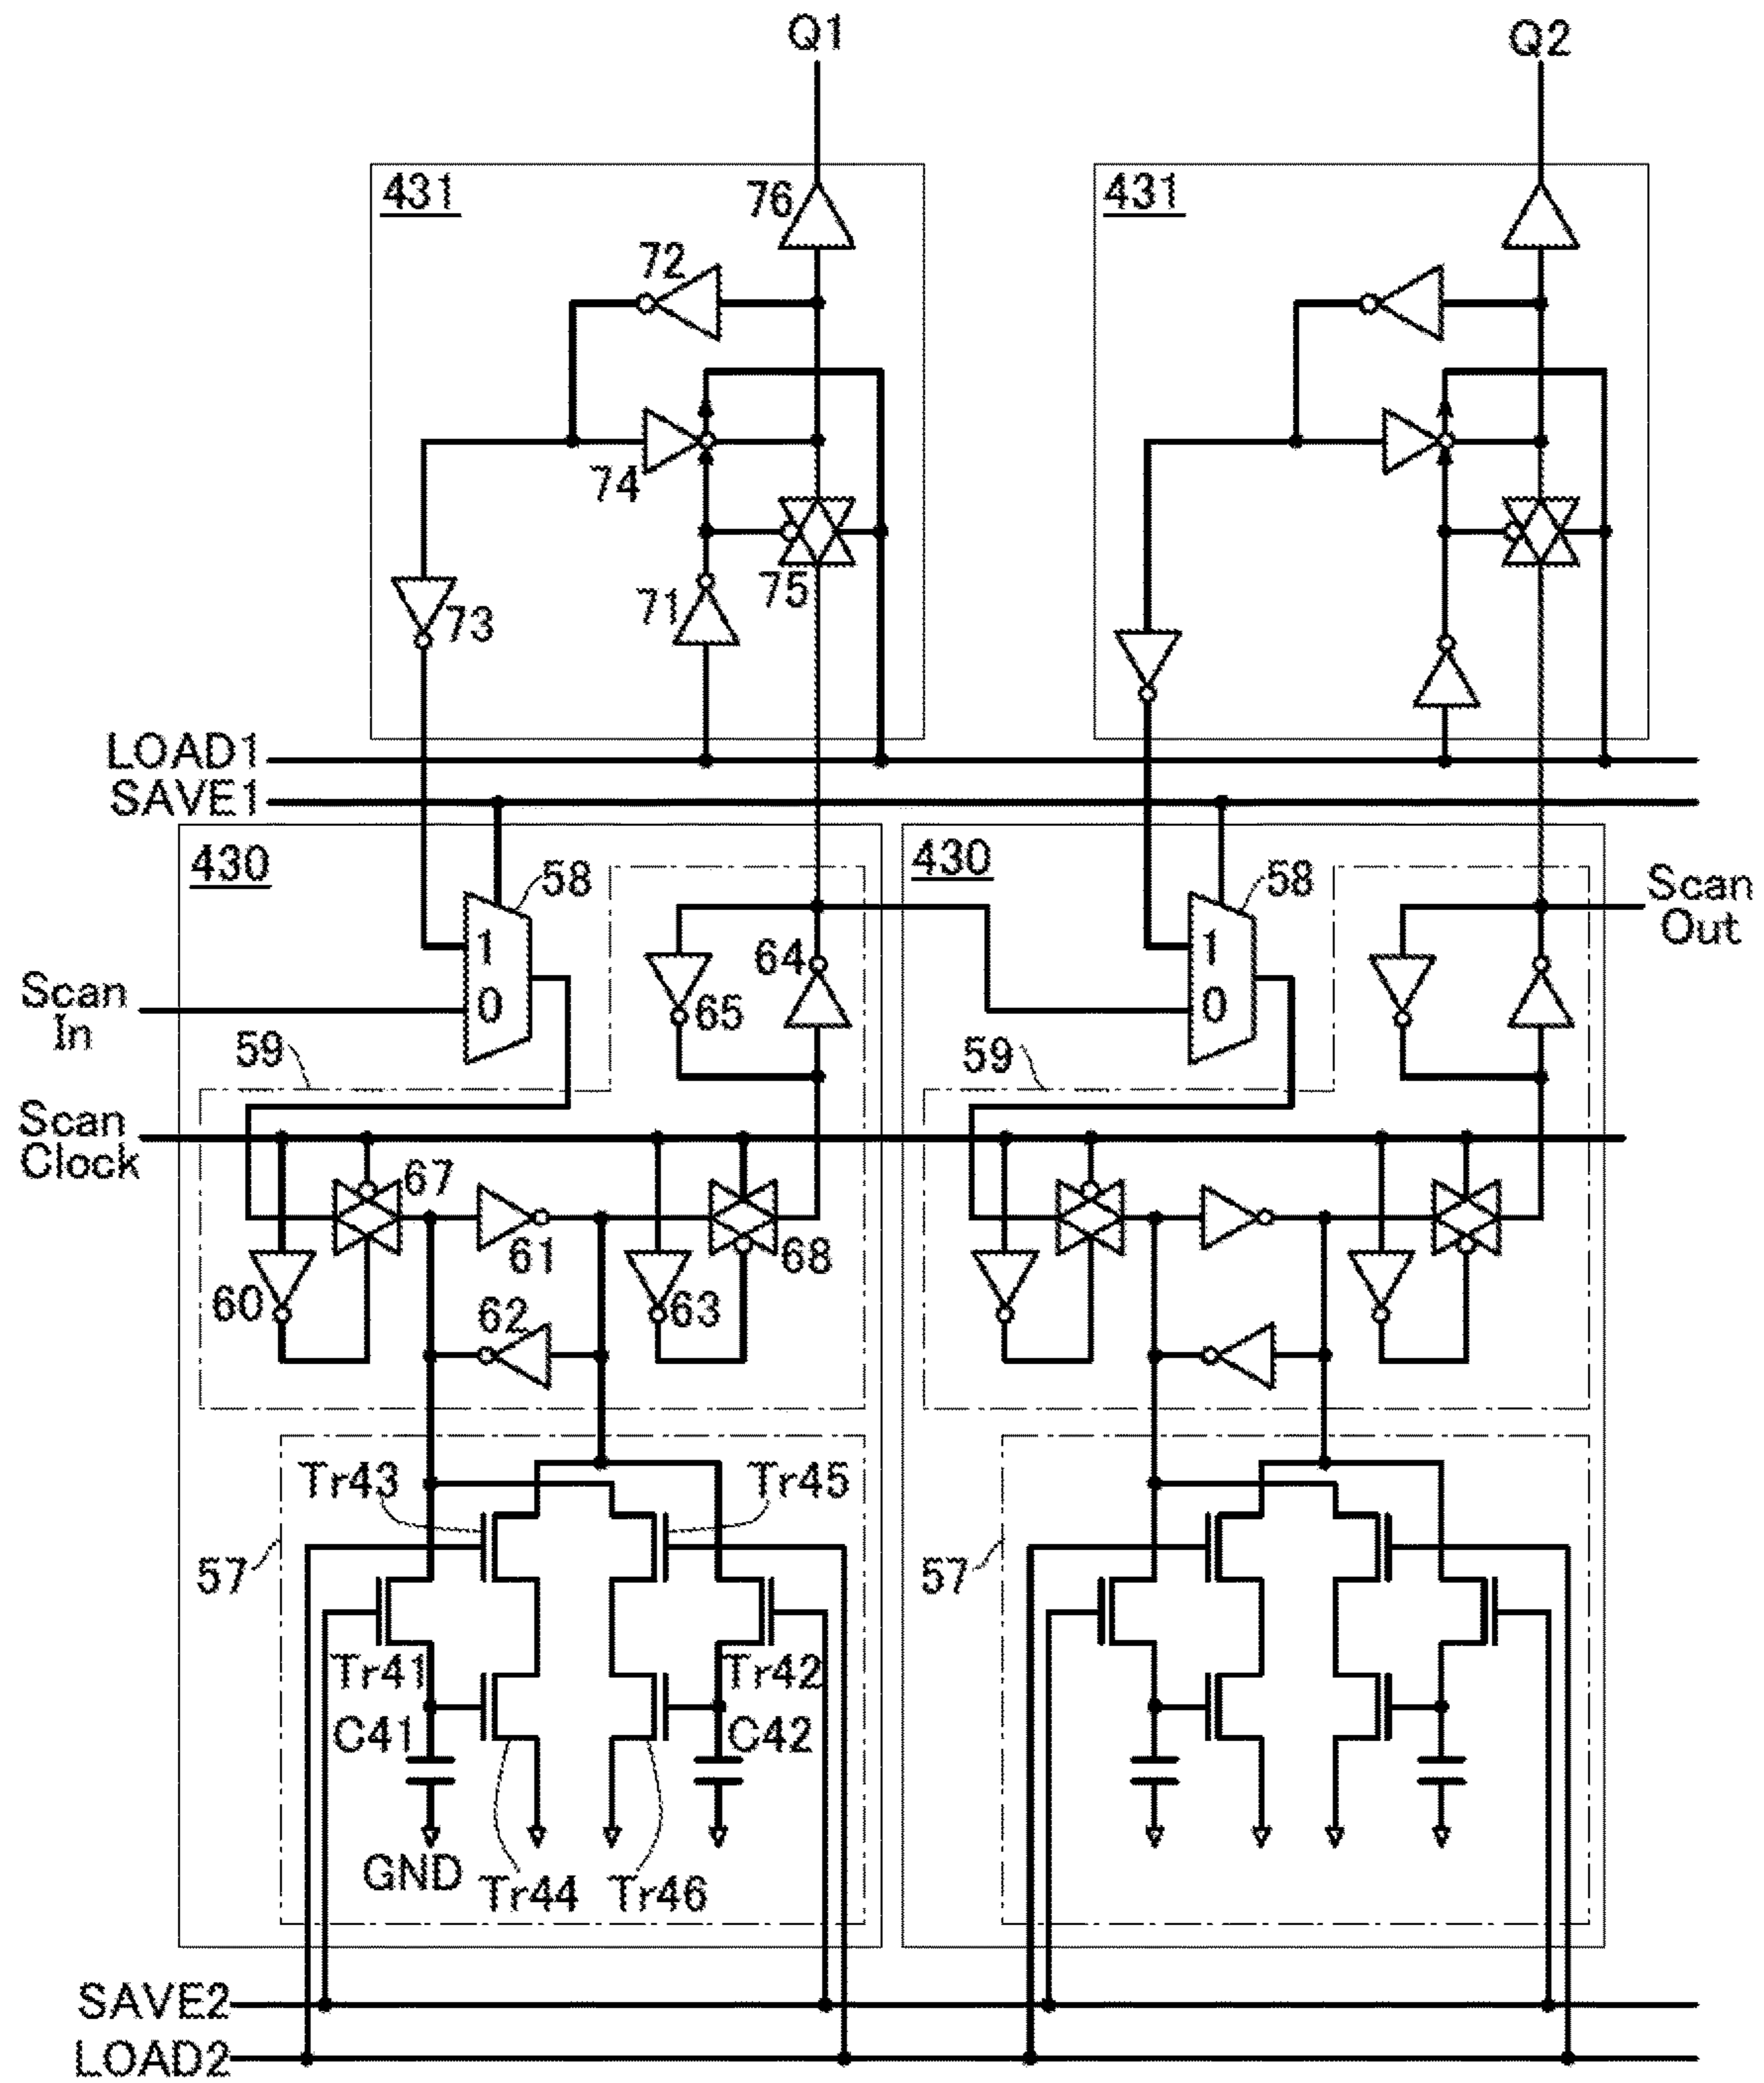 Q1
Q2
431
76
431
72
74
75
71
73
LOAD1
SAVE1
430
58
430
58
Scan
Out
1
0
64
65
1
0
Scan
In
59
59
Scan
Clock
67
61
68
60
62
63
Tr43
Tr45
57
57
Tr41
Tr42
C41
C42
GND
Tr44
Tr46
SAVE2
LOAD2